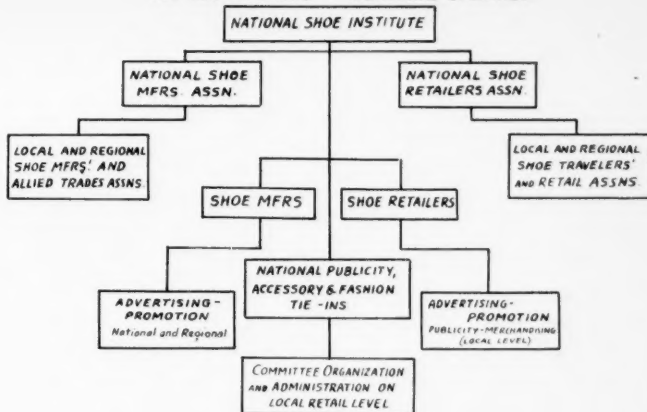 NATIONAL SHOE INSTITUTE
NATIONAL SHOE
MFRS. ASSN.
NATIONAL SHOE
RETAILERS ASSN.
LOCAL AND REGIONAL
SHOE MFRS.' AND
ALLIED TRADES ASSNS.
LOCAL AND REGIONAL
SHOE TRAVELERS'
AND RETAIL ASSNS.
SHOE MFRS
SHOE RETAILERS
ADVERTISING-
PROMOTION
National and Regional
NATIONAL PUBLICITY,
ACCESSORY & FASHION
TIE-INS
ADVERTISING-
PROMOTION
PUBLICITY-MERCHANDISING
(LOCAL LEVEL)
COMMITTEE ORGANIZATION
AND ADMINISTRATION ON
LOCAL RETAIL LEVEL